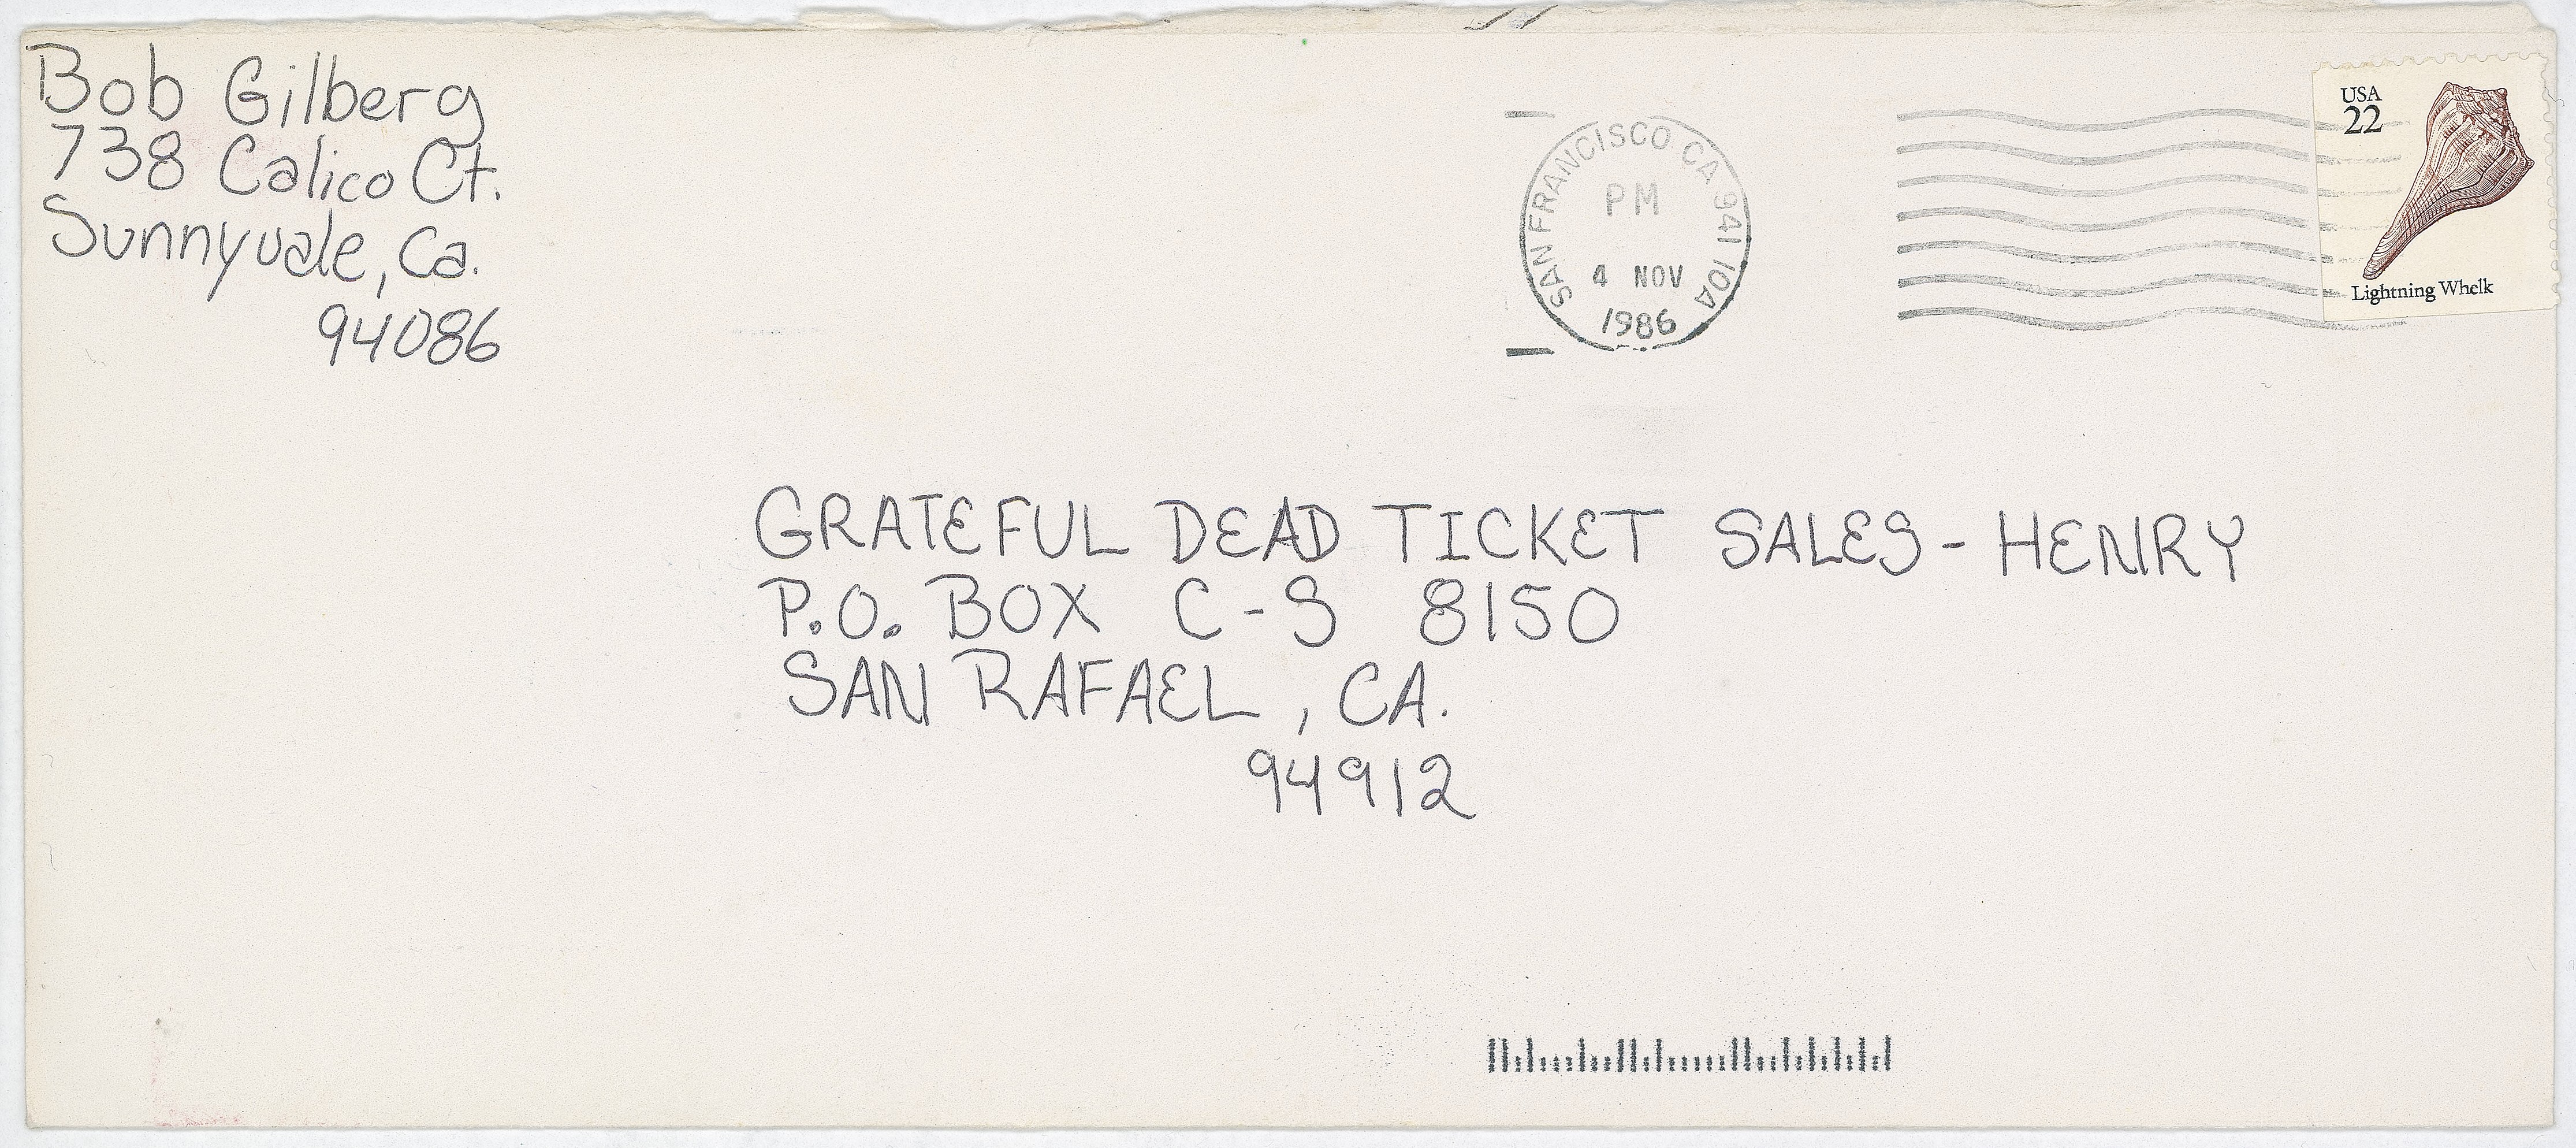 Bob Gilberg
738 Calico Ct.
Sunnyvale, Ca.
94086
SAN FRANCISCO CA 941 10A
PM
4 NOV
1986
USA
22
Lightning Whelk
GRATEFUL DEAD TICKET SALES - HENRY
P.O. BOX C-S 8150
SAN RAFAEL, CA.
94912